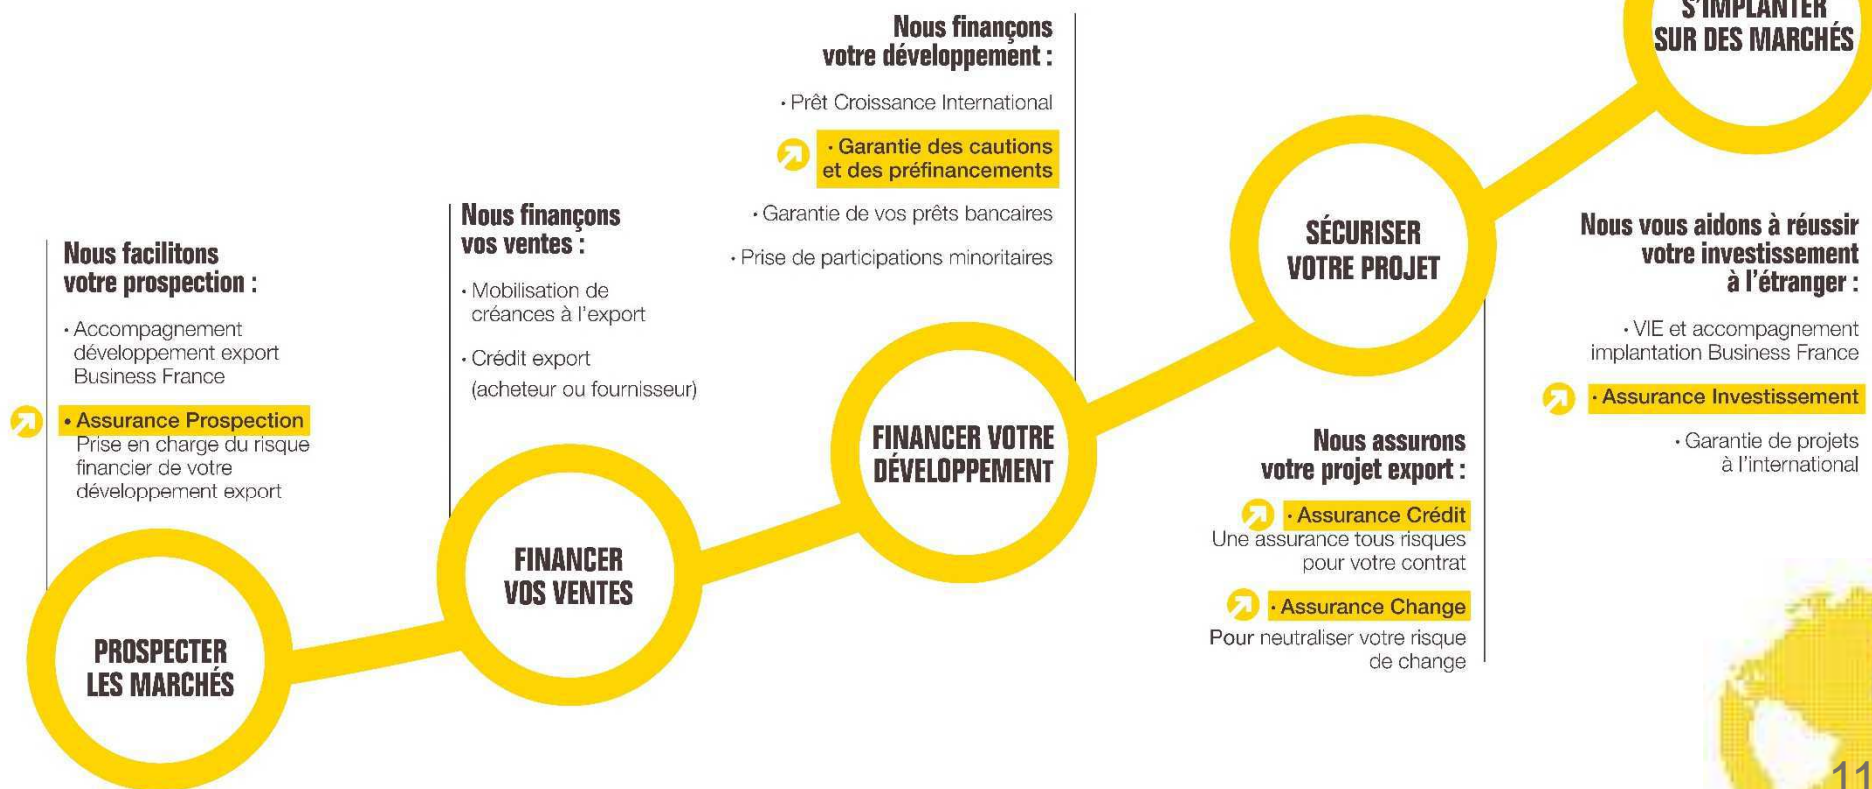 Nous facilitons
votre prospection :
· Accompagnement
développement export
Business France
• Assurance Prospection
Prise en charge du risque
financier de votre
développement export
PROSPECTER
LES MARCHÉS
Nous finançons
vos ventes :
· Mobilisation de
créances à l'export
· Crédit export
(acheteur ou fournisseur)
FINANCER
VOS VENTES
Nous finançons
votre développement :
· Prêt Croissance International
· Garantie des cautions
et des préfinancements
· Garantie de vos prêts bancaires
· Prise de participations minoritaires
FINANCER VOTRE
DÉVELOPPEMENT
SÉCURISER
VOTRE PROJET
Nous assurons
votre projet export :
· Assurance Crédit
Une assurance tous risques
pour votre contrat
· Assurance Change
Pour neutraliser votre risque
de change
S'IMPLANTER
SUR DES MARCHÉS
Nous vous aidons à réussir
votre investissement
à l'étranger :
· VIE et accompagnement
implantation Business France
· Assurance Investissement
· Garantie de projets
à l'international
11